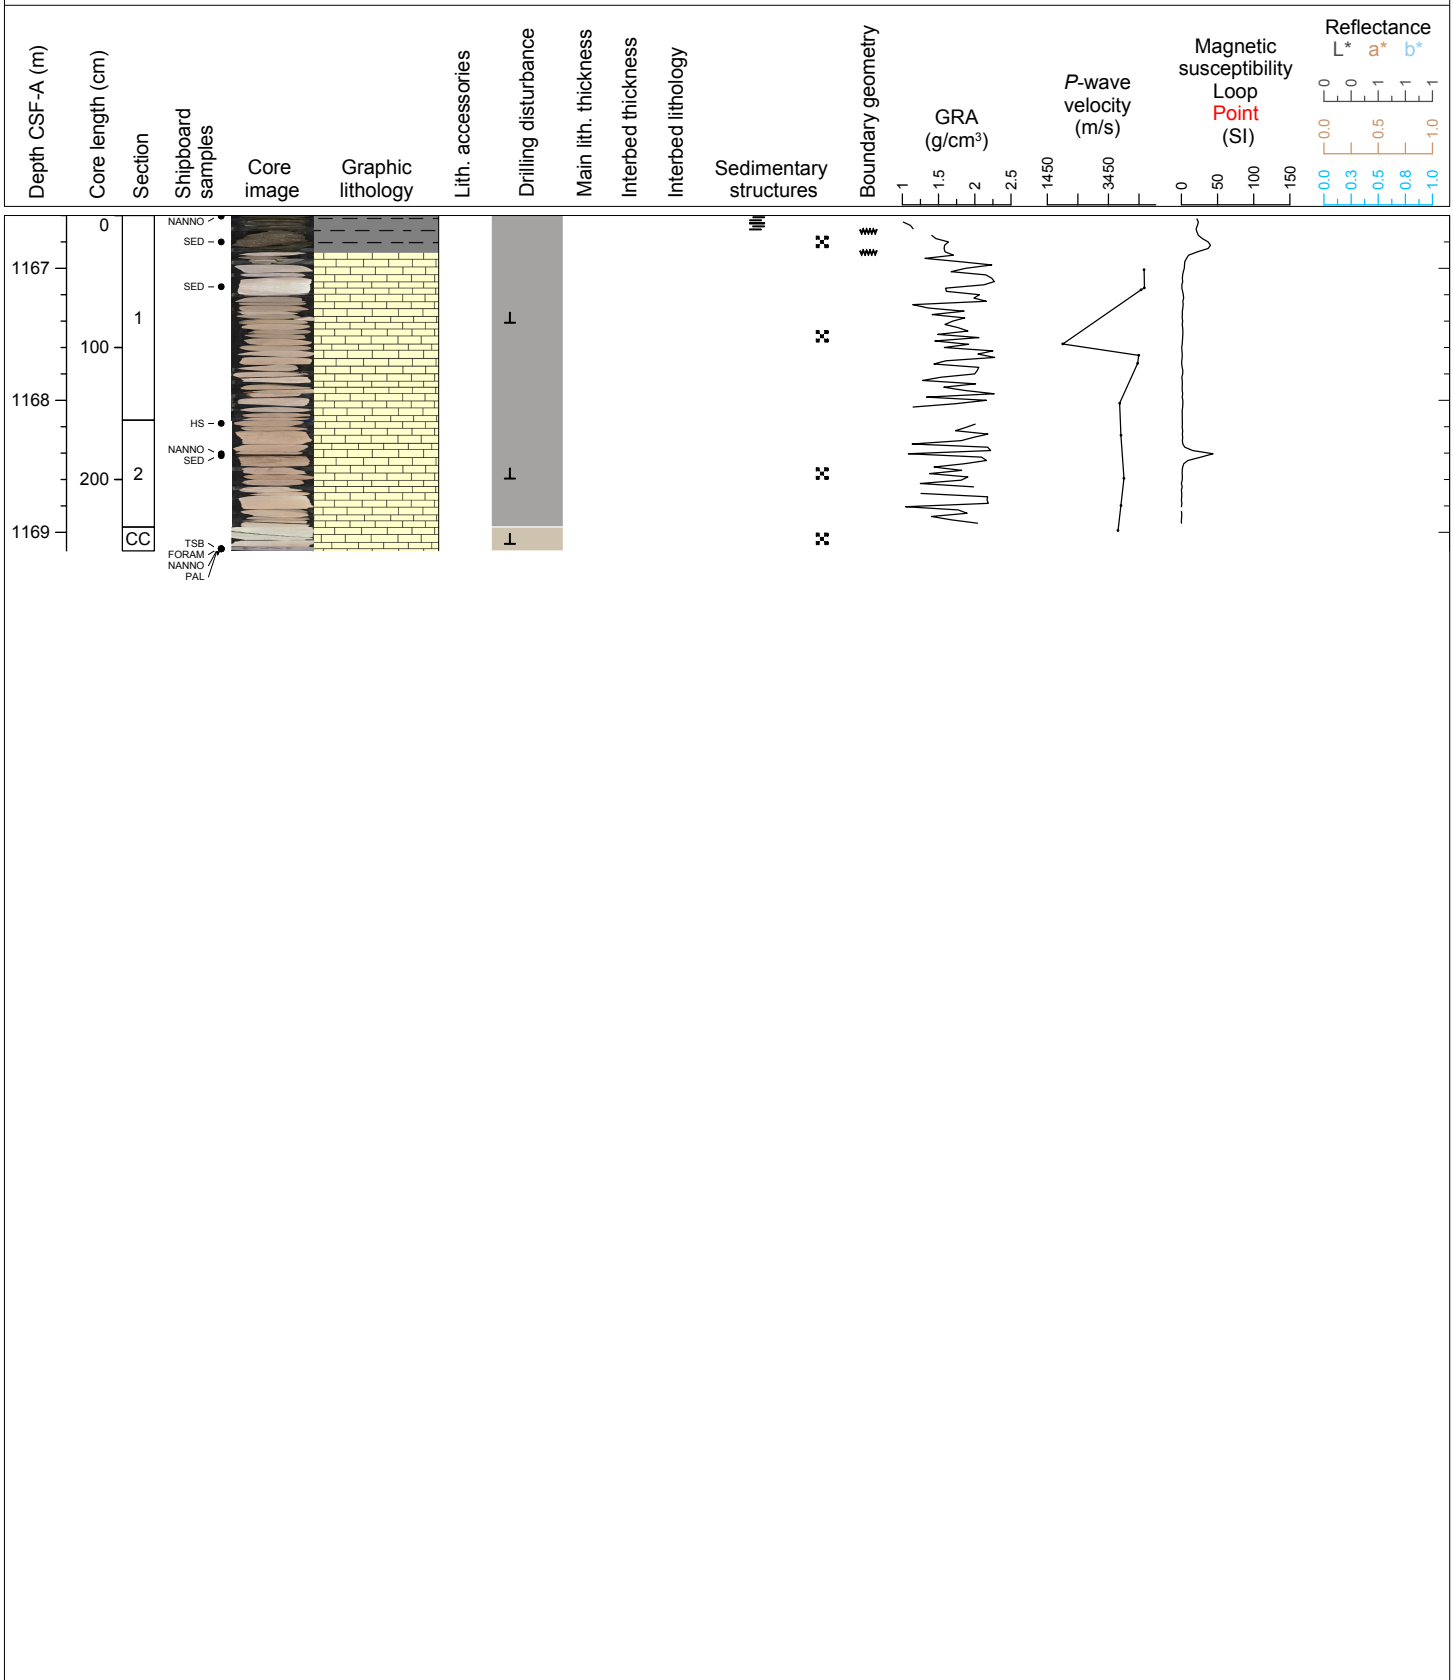 Depth CSF-A (m)
Core length (cm)
Section
Shipboard
samples
Core
image
Graphic
lithology
Lith. accessories
Drilling disturbance
Main lith. thickness
Interbed thickness
Interbed lithology
Sedimentary
structures
Boundary geometry
GRA
(g/cm³)
1 1.5 2 2.5
P-wave
velocity
(m/s)
1450 3450
Magnetic
susceptibility
Loop
Point
(SI)
0 50 100 150
Reflectance
L* a* b*
0 0 1 1
0.0 0.5 1.0
0.0 0.3 0.5 0.8 1.0
0
NANNO
SED
1167
SED
1
100
1168
HS
NANNO
SED
200
2
1169
CC
TSB
FORAM
NANNO
PAL